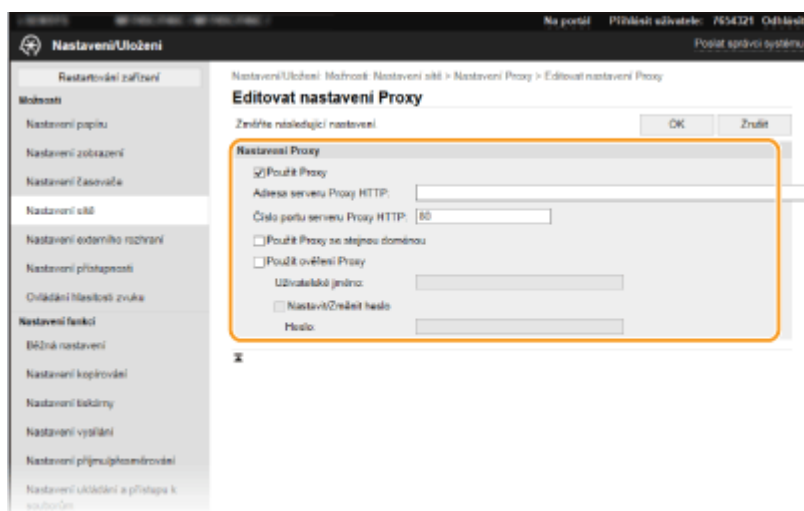 Na portál Přihlásit uživatele: 7654321 Odhlásit
Nastavení/Uložení
Poslat správci systému
Restartování zařízení
Nastavení/Uložení: Možnosti: Nastavení sítě > Nastavení Proxy > Editovat nastavení Proxy
Možnosti
Editovat nastavení Proxy
Nastavení papíru
Změňte následující nastavení
OK
Zrušit
Nastavení zobrazení
Nastavení Proxy
Použít Proxy
Nastavení časovače
Adresa serveru Proxy HTTP:
Nastavení sítě
Číslo portu serveru Proxy HTTP: 80
Nastavení externího rozhraní
Použít Proxy se stejnou doménou
Použít ověření Proxy
Nastavení přístupnosti
Uživatelské jméno:
Ovládání hlasitosti zvuku
Nastavit/Změnit heslo
Nastavení funkcí
Heslo:
Běžná nastavení
Nastavení kopírování
Nastavení tiskárny
Nastavení vysílání
Nastavení příjmu/přesměrování
Nastavení ukládání a přístupu k
souborům